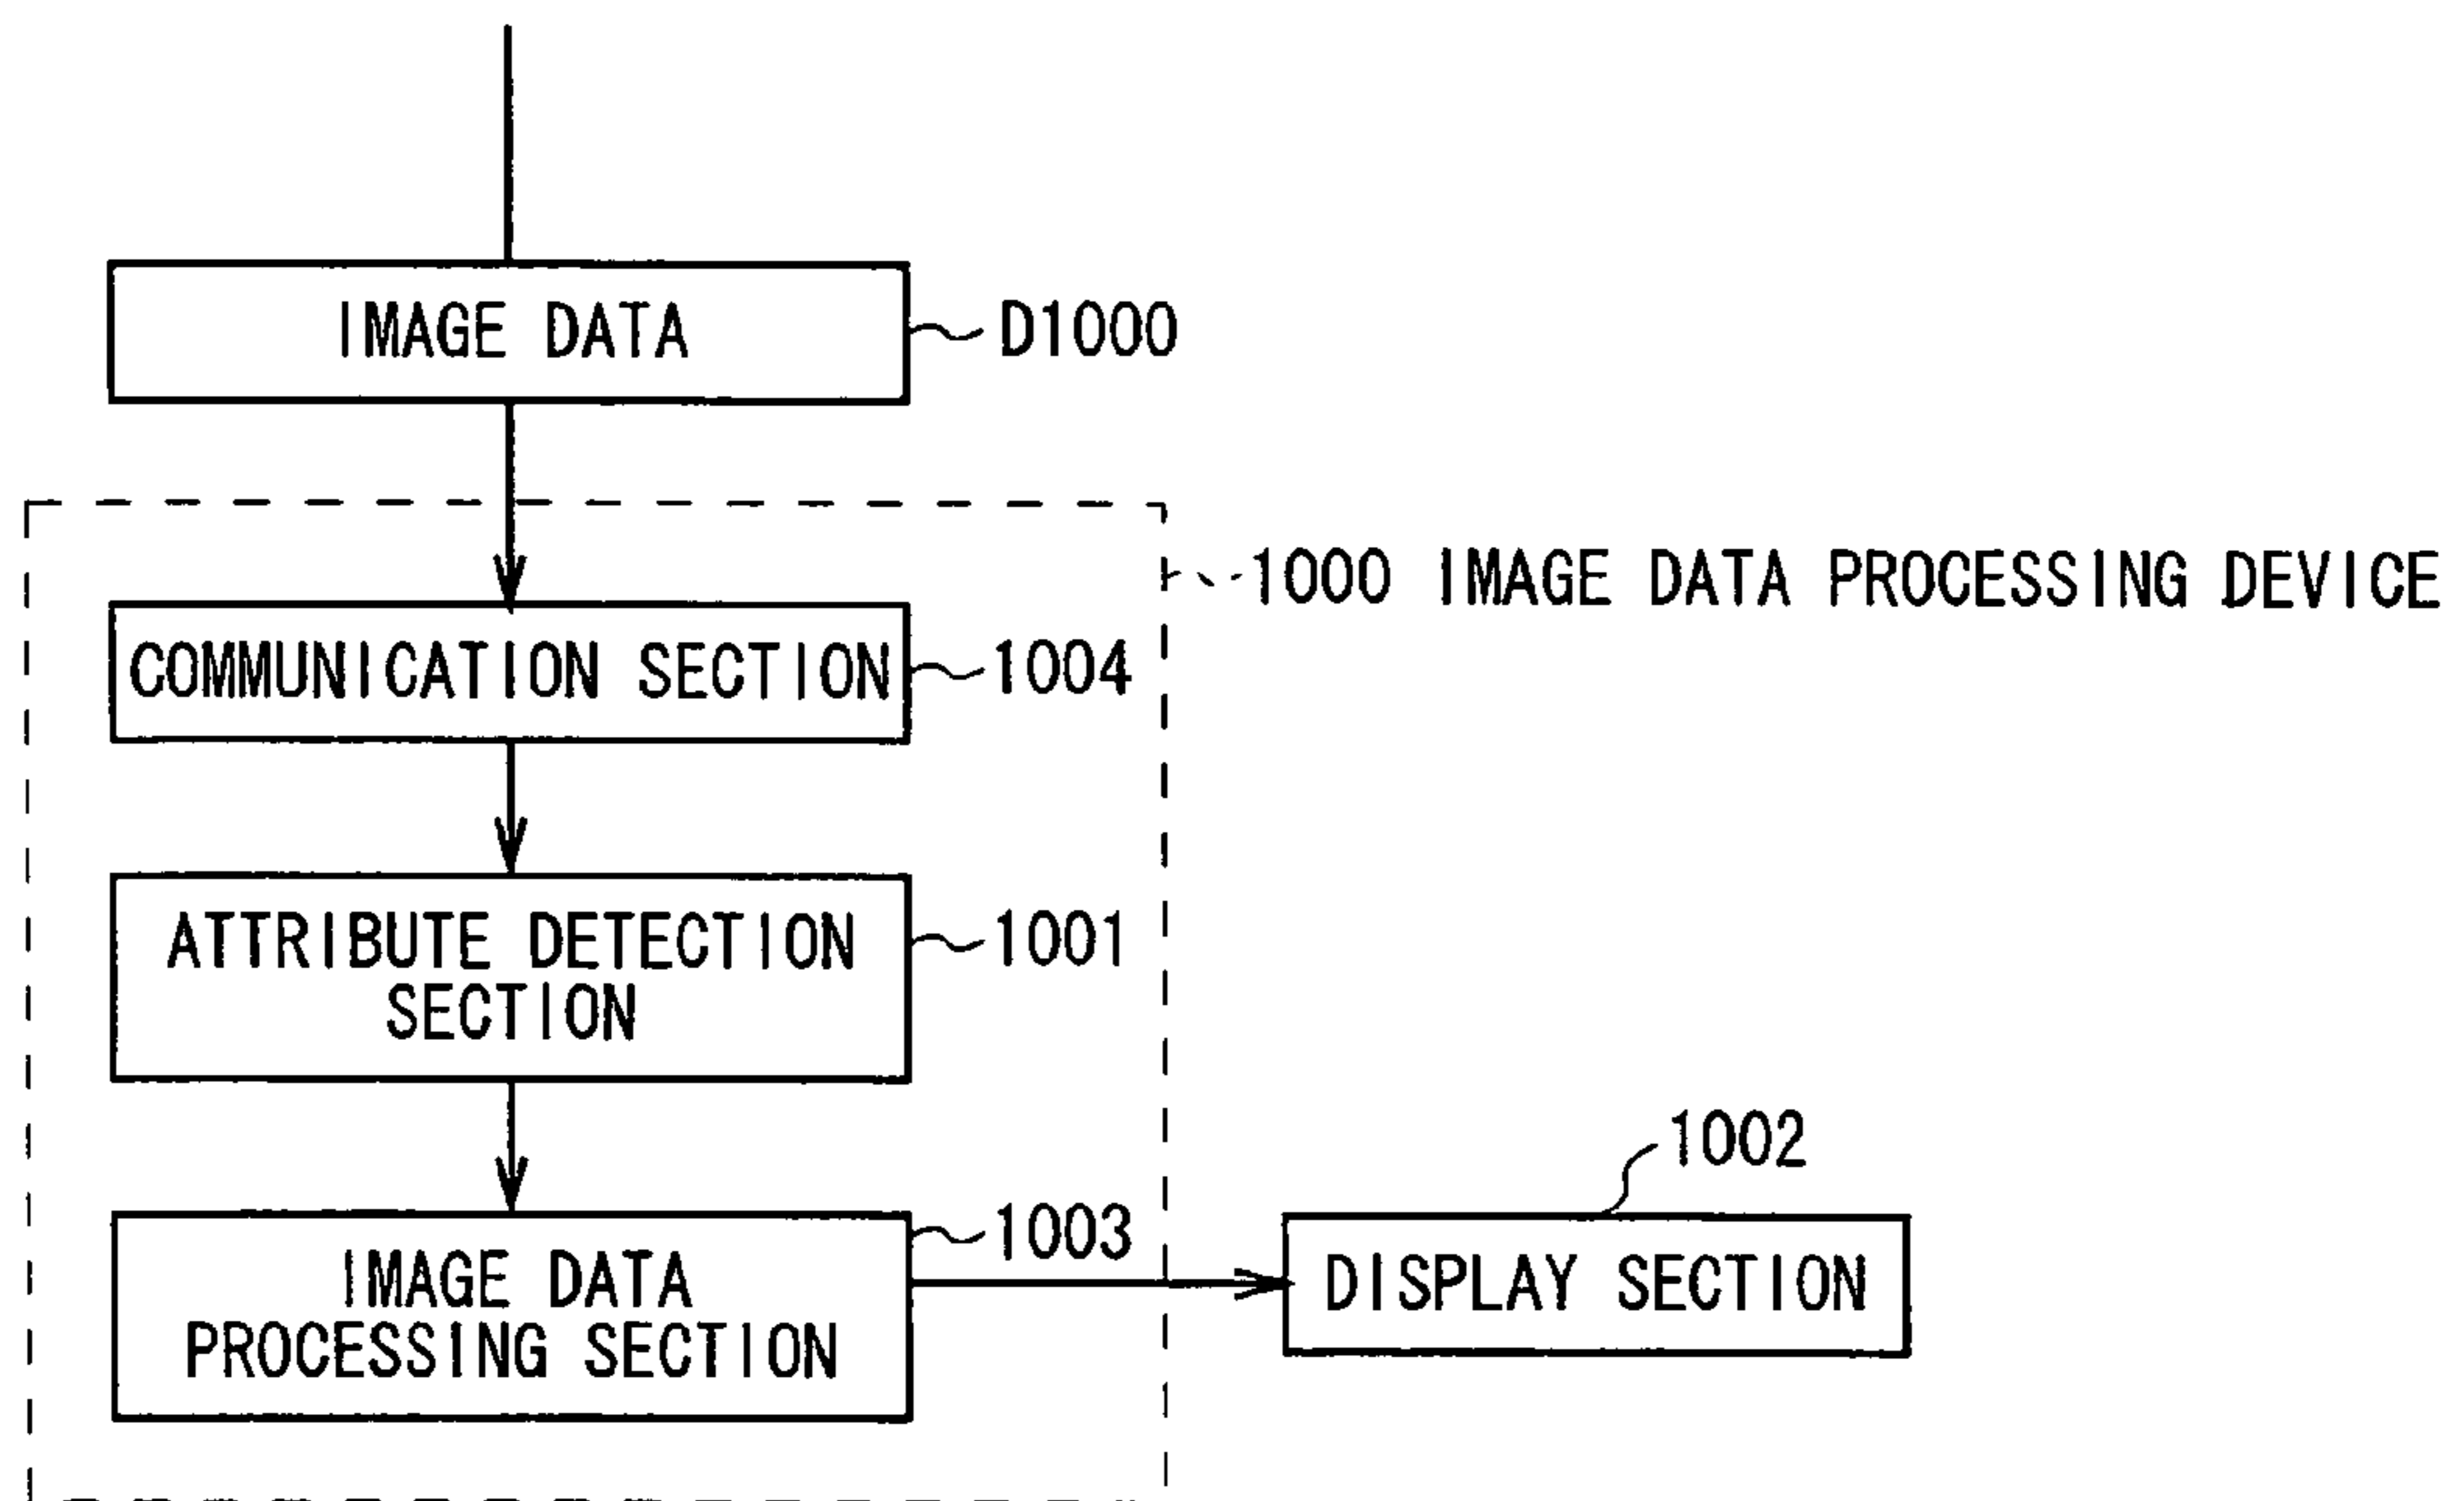 IMAGE DATA
D1000
1000 IMAGE DATA PROCESSING DEVICE
COMMUNICATION SECTION
1004
ATTRIBUTE DETECTION
SECTION
1001
1002
1003
IMAGE DATA
PROCESSING SECTION
DISPLAY SECTION